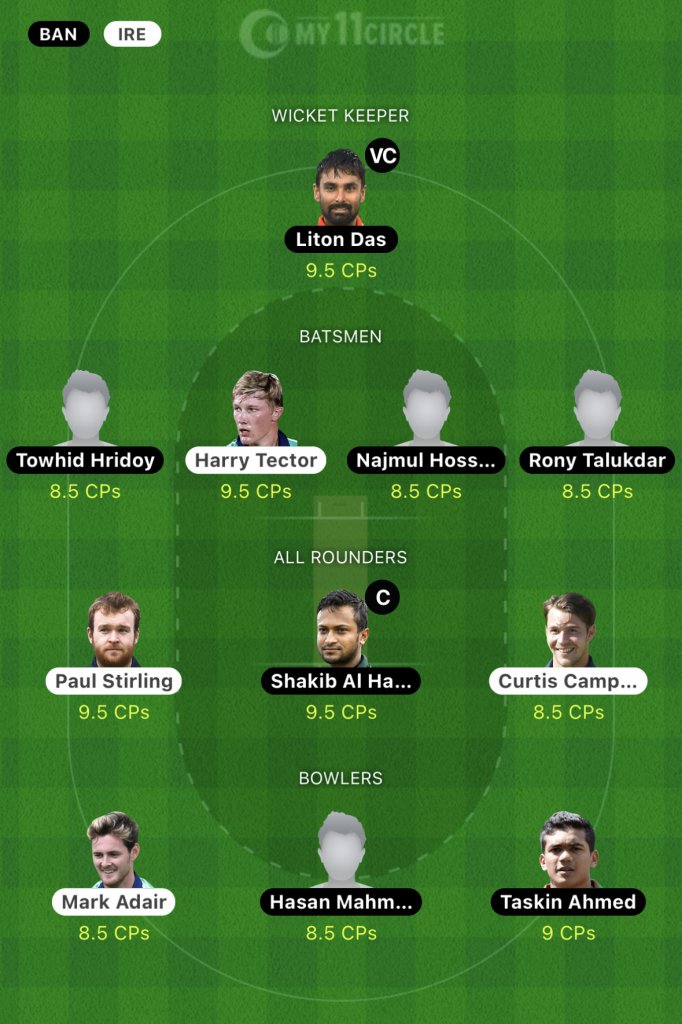 BAN IRE MY11CIRCLE
WICKET KEEPER
VC
Liton Das
9.5 CPs
BATSMEN
Towhid Hridoy Harry Tector Najmul Hoss... Rony Talukdar
8.5 CPs 9.5 CPs 8.5 CPs 8.5 CPs
ALL ROUNDERS
C
Paul Stirling Shakib Al Ha... Curtis Camp...
9.5 CPs 9.5 CPs 8.5 CPs
BOWLERS
Mark Adair Hasan Mahm... Taskin Ahmed
8.5 CPs 8.5 CPs 9 CPs